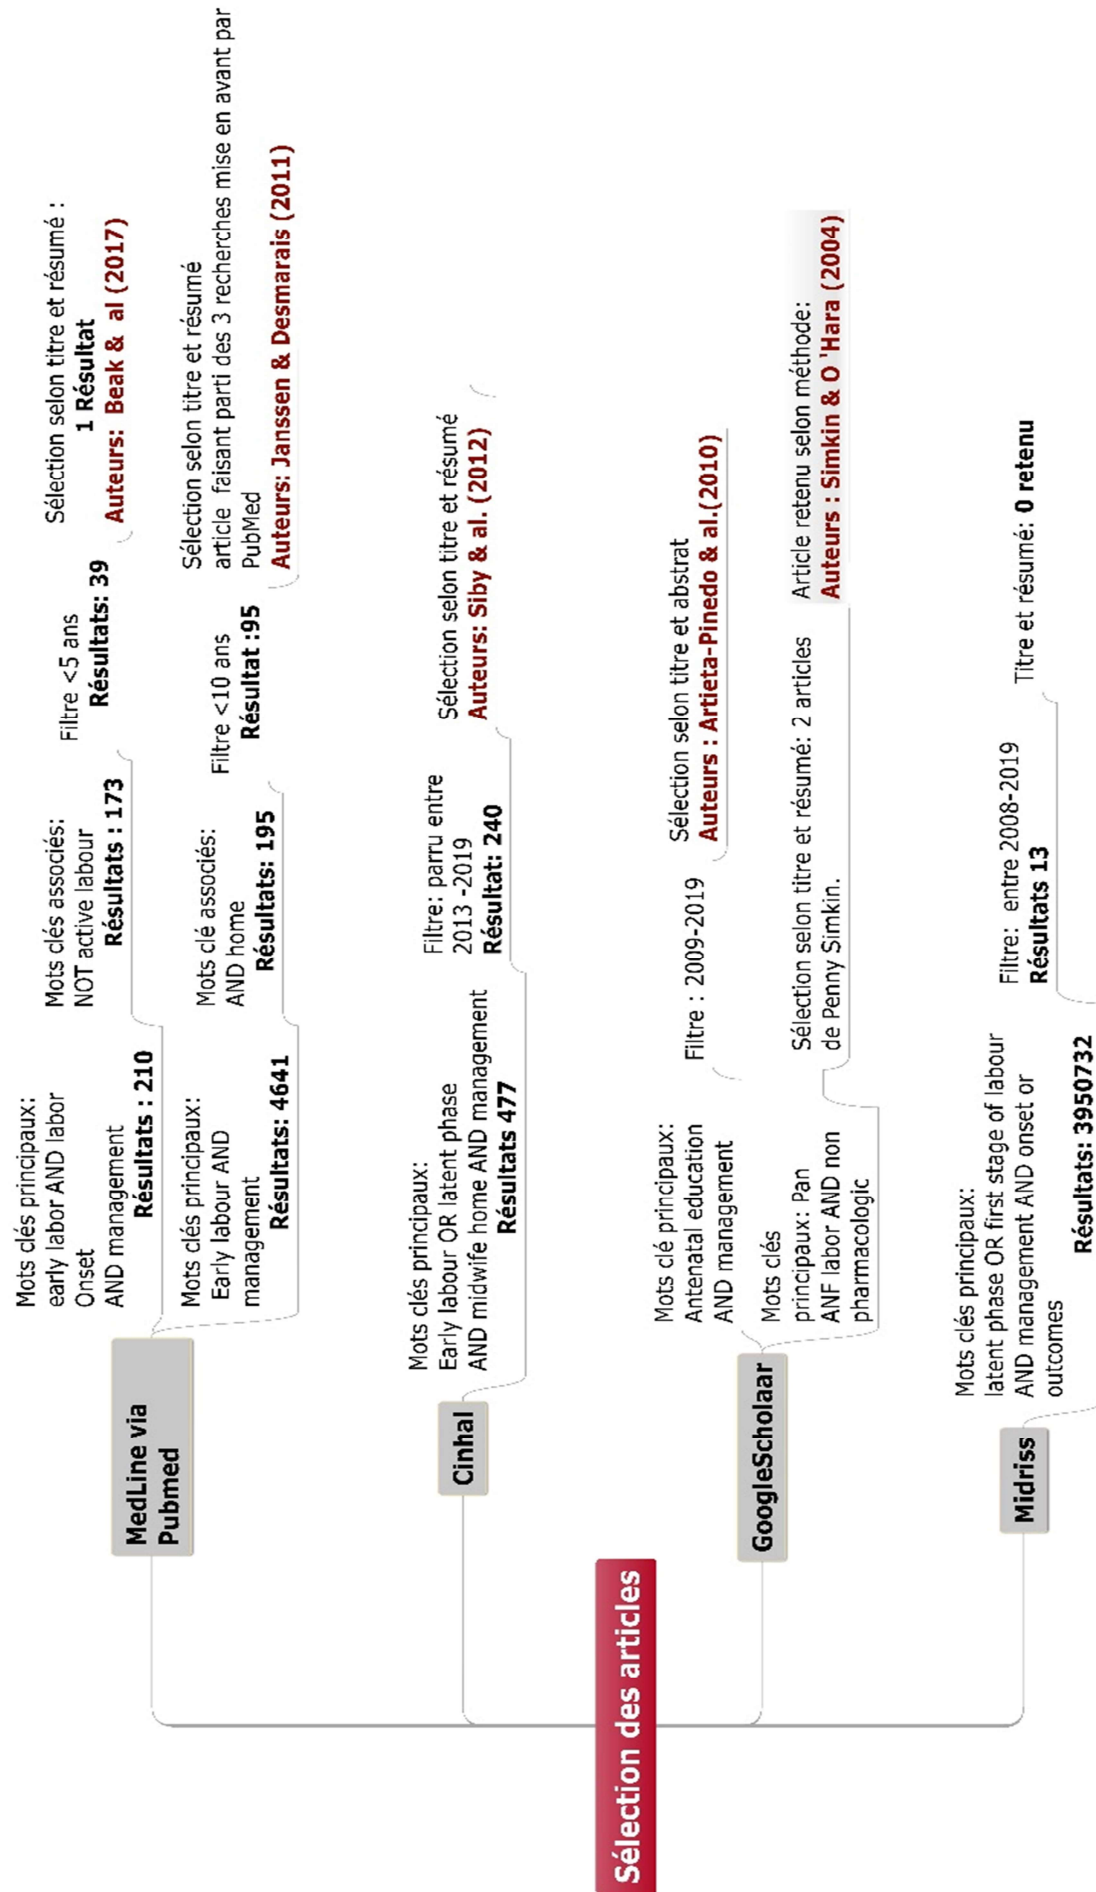 Sélection des articles
MedLine via
Pubmed
Mots clés principaux:
early labor AND labor
Onset
AND management
Résultats : 210
Mots clés associés:
NOT active labour
Résultats : 173
Filtre <5 ans
Résultats: 39
Sélection selon titre et résumé :
1 Résultat
Auteurs: Beak & al (2017)
Mots clés principaux:
Early labour AND
management
Résultats: 4641
Mots clé associés:
AND home
Résultats: 195
Filtre <10 ans
Résultat :95
Sélection selon titre et résumé
article faisant parti des 3 recherches mise en avant par
PubMed
Auteurs: Janssen & Desmarais (2011)
Cinhal
Mots clés principaux:
Early labour OR latent phase
AND midwife home AND management
Résultats 477
Filtre: parru entre
2013 -2019
Résultat: 240
Sélection selon titre et résumé
Auteurs: Siby & al. (2012)
GoogleScholaar
Mots clé principaux:
Antenatal education
AND management
Filtre : 2009-2019
Sélection selon titre et abstrat
Auteurs : Artieta-Pinedo & al.(2010)
Mots clés
principaux: Pan
ANF labor AND non
pharmacologic
Sélection selon titre et résumé: 2 articles
de Penny Simkin.
Article retenu selon méthode:
Auteurs : Simkin & O 'Hara (2004)
Midriss
Mots clés principaux:
latent phase OR first stage of labour
AND management AND onset or
outcomes
Résultats: 3950732
Filtre: entre 2008-2019
Résultats 13
Titre et résumé: 0 retenu